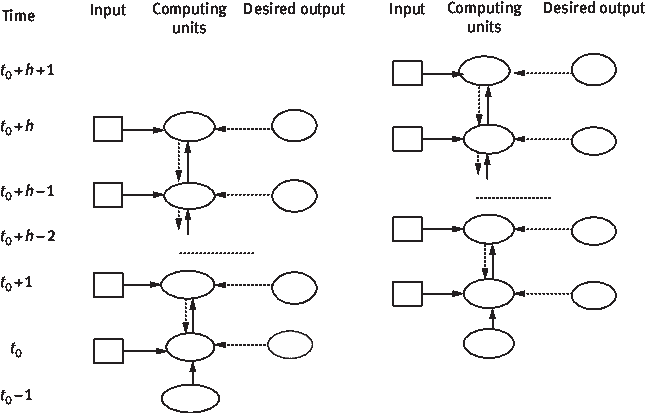 Time
Input
Computing units
Desired output
Input
Computing units
Desired output
t₀+h+1
t₀+h
t₀+h−1
t₀+h−2
t₀+1
t₀
t₀−1